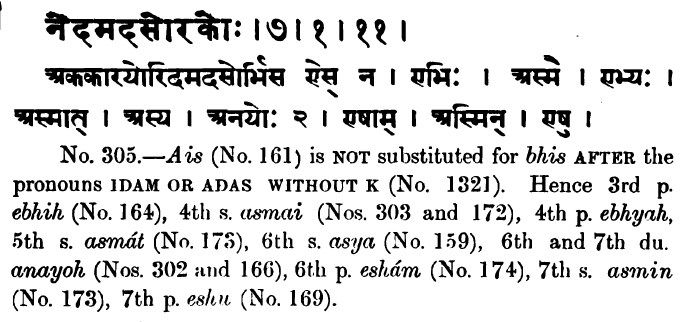 नेदमदसोरकोः । ७ । १ । ११ ।
अककारयोरिदमदसोर्भिस ऐस् न । एभिः । अस्मे । एभ्यः ।
अस्मात् । अस्य । अनयोः २ । एषाम् । अस्मिन् । एषु ।
No. 305.—Ais (No. 161) is NOT substituted for bhis AFTER the
pronouns IDAM OR ADAS WITHOUT K (No. 1321). Hence 3rd p.
ebhih (No. 164), 4th s. asmai (Nos. 303 and 172), 4th p. ebhyah,
5th s. asmát (No. 173), 6th s. asya (No. 159), 6th and 7th du.
anayoh (Nos. 302 and 166), 6th p. eshám (No. 174), 7th s. asmin
(No. 173), 7th p. eshu (No. 169).